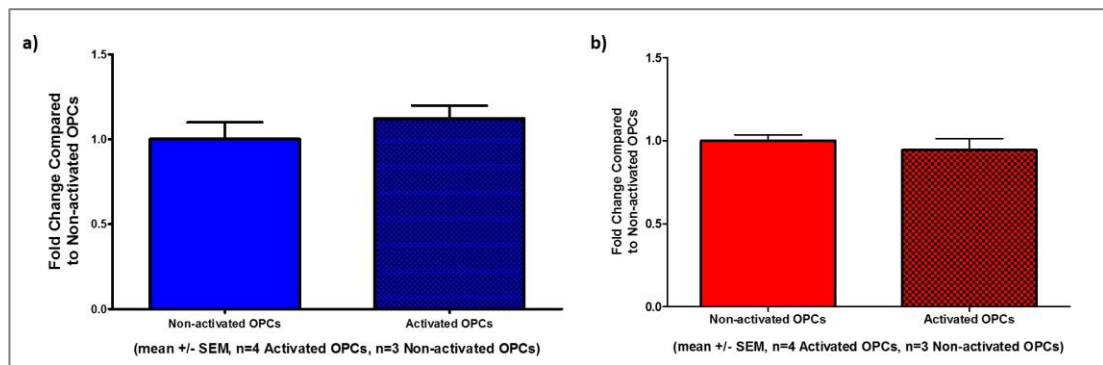 a)
Fold Change Compared
to Non-activated OPCs
1.5
1.0
0.5
0.0
Non-activated OPCs
Activated OPCs
(mean +/- SEM, n=4 Activated OPCs, n=3 Non-activated OPCs)
b)
Fold Change Compared
to Non-activated OPCs
1.5
1.0
0.5
0.0
Non-activated OPCs
Activated OPCs
(mean +/- SEM, n=4 Activated OPCs, n=3 Non-activated OPCs)